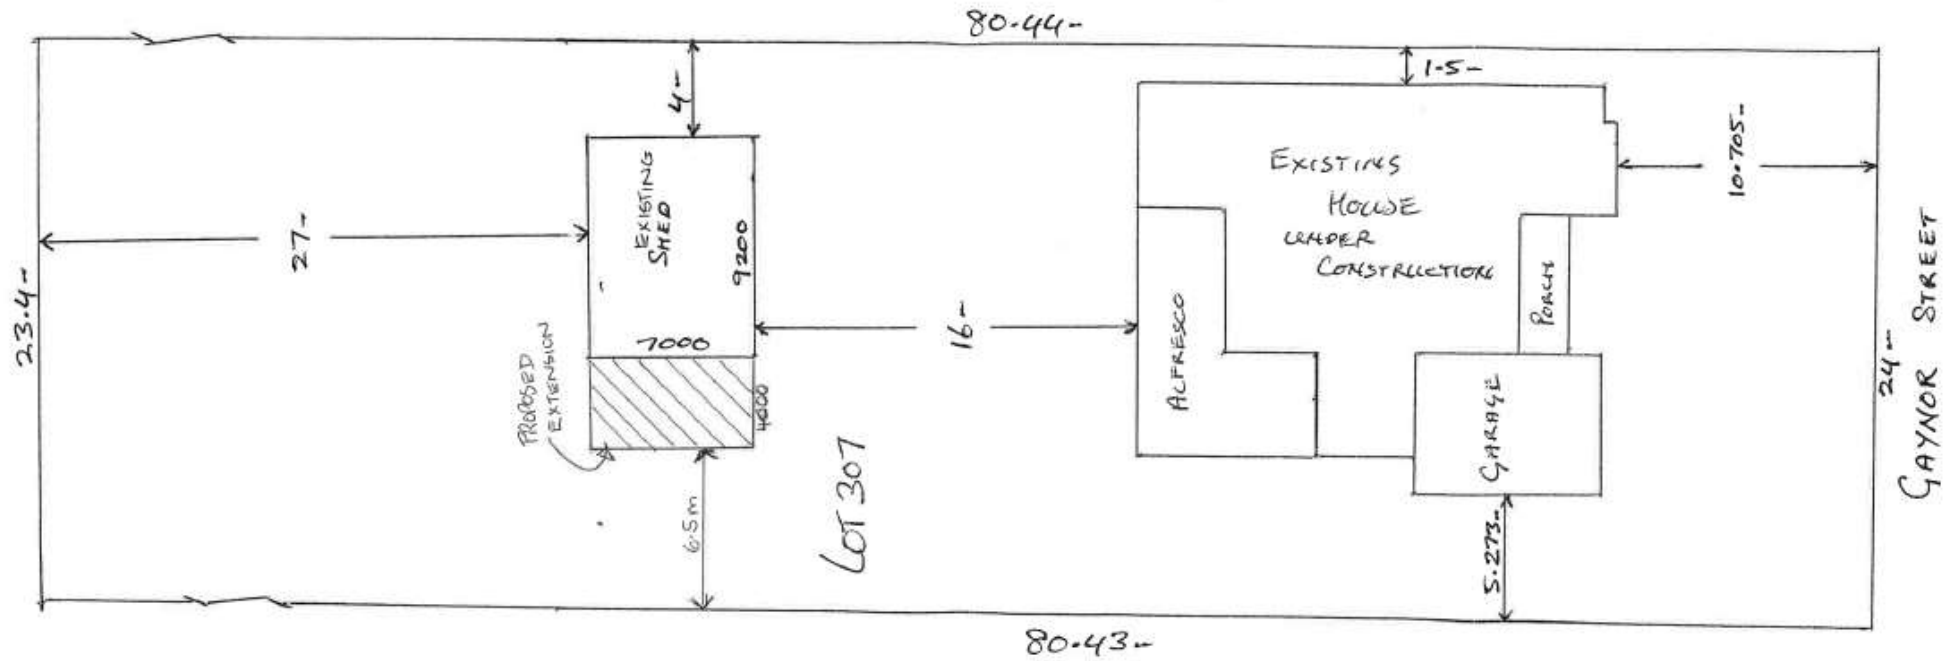 80.44-
4-
1.5-
EXISTING
SHED
9200
7000
27-
23.4-
PROPOSED
EXTENSION
4000
6.5m
16-
LOT 307
EXISTING
HOUSE
UNDER
CONSTRUCTION
ALFRESCO
PORCH
GARAGE
10.705-
5.273-
24-
GAYNOR STREET
80.43-